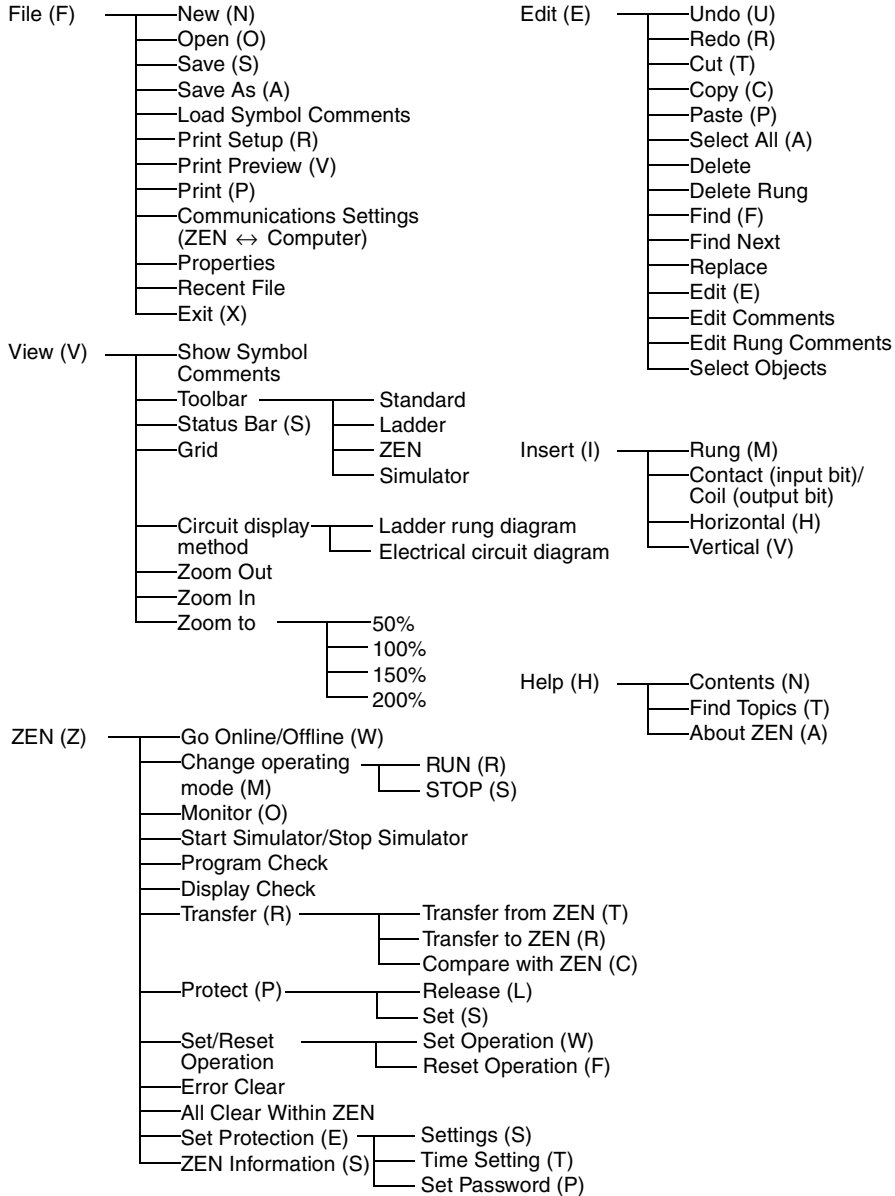 File (F)
New (N)
Open (O)
Save (S)
Save As (A)
Load Symbol Comments
Print Setup (R)
Print Preview (V)
Print (P)
Communications Settings
(ZEN ↔ Computer)
Properties
Recent File
Exit (X)
Edit (E)
Undo (U)
Redo (R)
Cut (T)
Copy (C)
Paste (P)
Select All (A)
Delete
Delete Rung
Find (F)
Find Next
Replace
Edit (E)
Edit Comments
Edit Rung Comments
Select Objects
View (V)
Show Symbol
Comments
Toolbar
Standard
Ladder
ZEN
Simulator
Status Bar (S)
Grid
Circuit display
method
Ladder rung diagram
Electrical circuit diagram
Zoom Out
Zoom In
Zoom to
50%
100%
150%
200%
Insert (I)
Rung (M)
Contact (input bit)/
Coil (output bit)
Horizontal (H)
Vertical (V)
Help (H)
Contents (N)
Find Topics (T)
About ZEN (A)
ZEN (Z)
Go Online/Offline (W)
Change operating
mode (M)
RUN (R)
STOP (S)
Monitor (O)
Start Simulator/Stop Simulator
Program Check
Display Check
Transfer (R)
Transfer from ZEN (T)
Transfer to ZEN (R)
Compare with ZEN (C)
Protect (P)
Release (L)
Set (S)
Set/Reset
Operation
Set Operation (W)
Reset Operation (F)
Error Clear
All Clear Within ZEN
Set Protection (E)
Settings (S)
Time Setting (T)
Set Password (P)
ZEN Information (S)